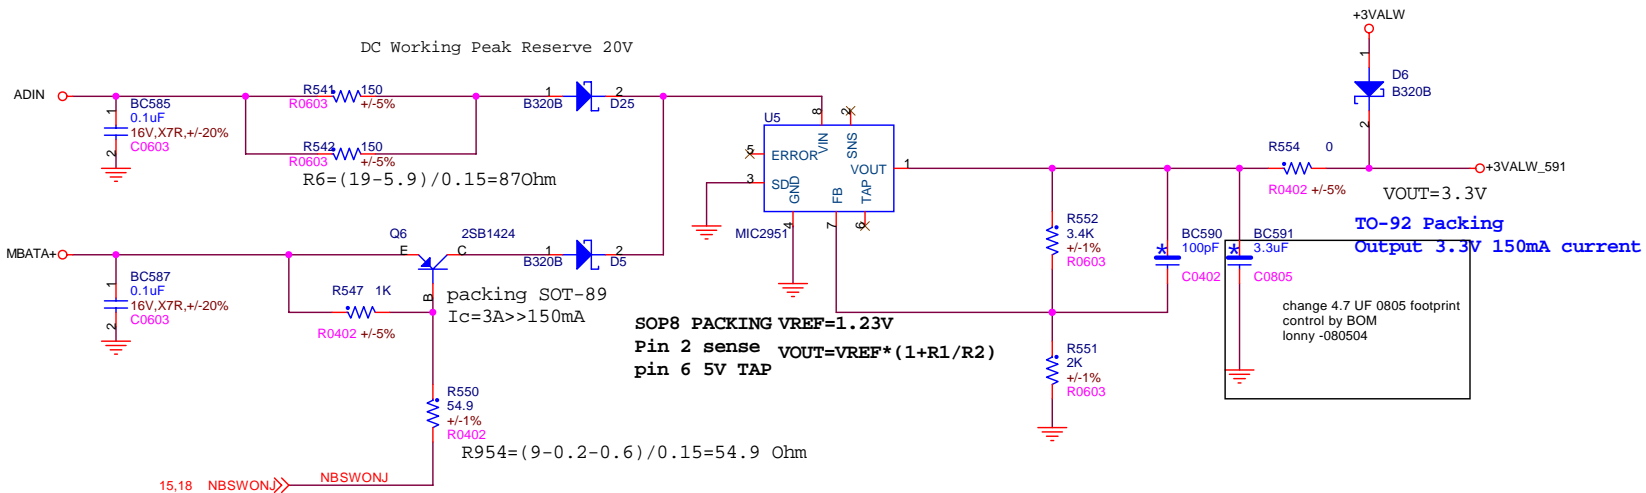 +3VALW
DC Working Peak Reserve 20V
ADIN
BC585
0.1uF
16V,X7R,+/-20%
C0603
1
2
R541 150
R0603 +/-5%
R542 150
R0603 +/-5%
R6=(19-5.9)/0.15=87Ohm
1 2
B320B D25
U5
8 VIN
2 SNS
5 ERROR
3 SD
4 GND
7 FB
6 TAP
VOUT 1
MIC2951
1
D6
B320B
2
R554 0
R0402 +/-5%
+3VALW_591
VOUT=3.3V
TO-92 Packing
Output 3.3V 150mA current
MBATA+
BC587
0.1uF
16V,X7R,+/-20%
C0603
1
2
Q6 2SB1424
E C
B
1 2
B320B D5
R547 1K
R0402 +/-5%
packing SOT-89
Ic=3A>>150mA
SOP8 PACKING VREF=1.23V
Pin 2 sense VOUT=VREF*(1+R1/R2)
pin 6 5V TAP
R552
3.4K
+/-1%
R0603
BC590
100pF
C0402
BC591
3.3uF
C0805
change 4.7 UF 0805 footprint
control by BOM
lonny -080504
R551
2K
+/-1%
R0603
R550
54.9
+/-1%
R0402
R954=(9-0.2-0.6)/0.15=54.9 Ohm
15,18 NBSWONJ NBSWONJ